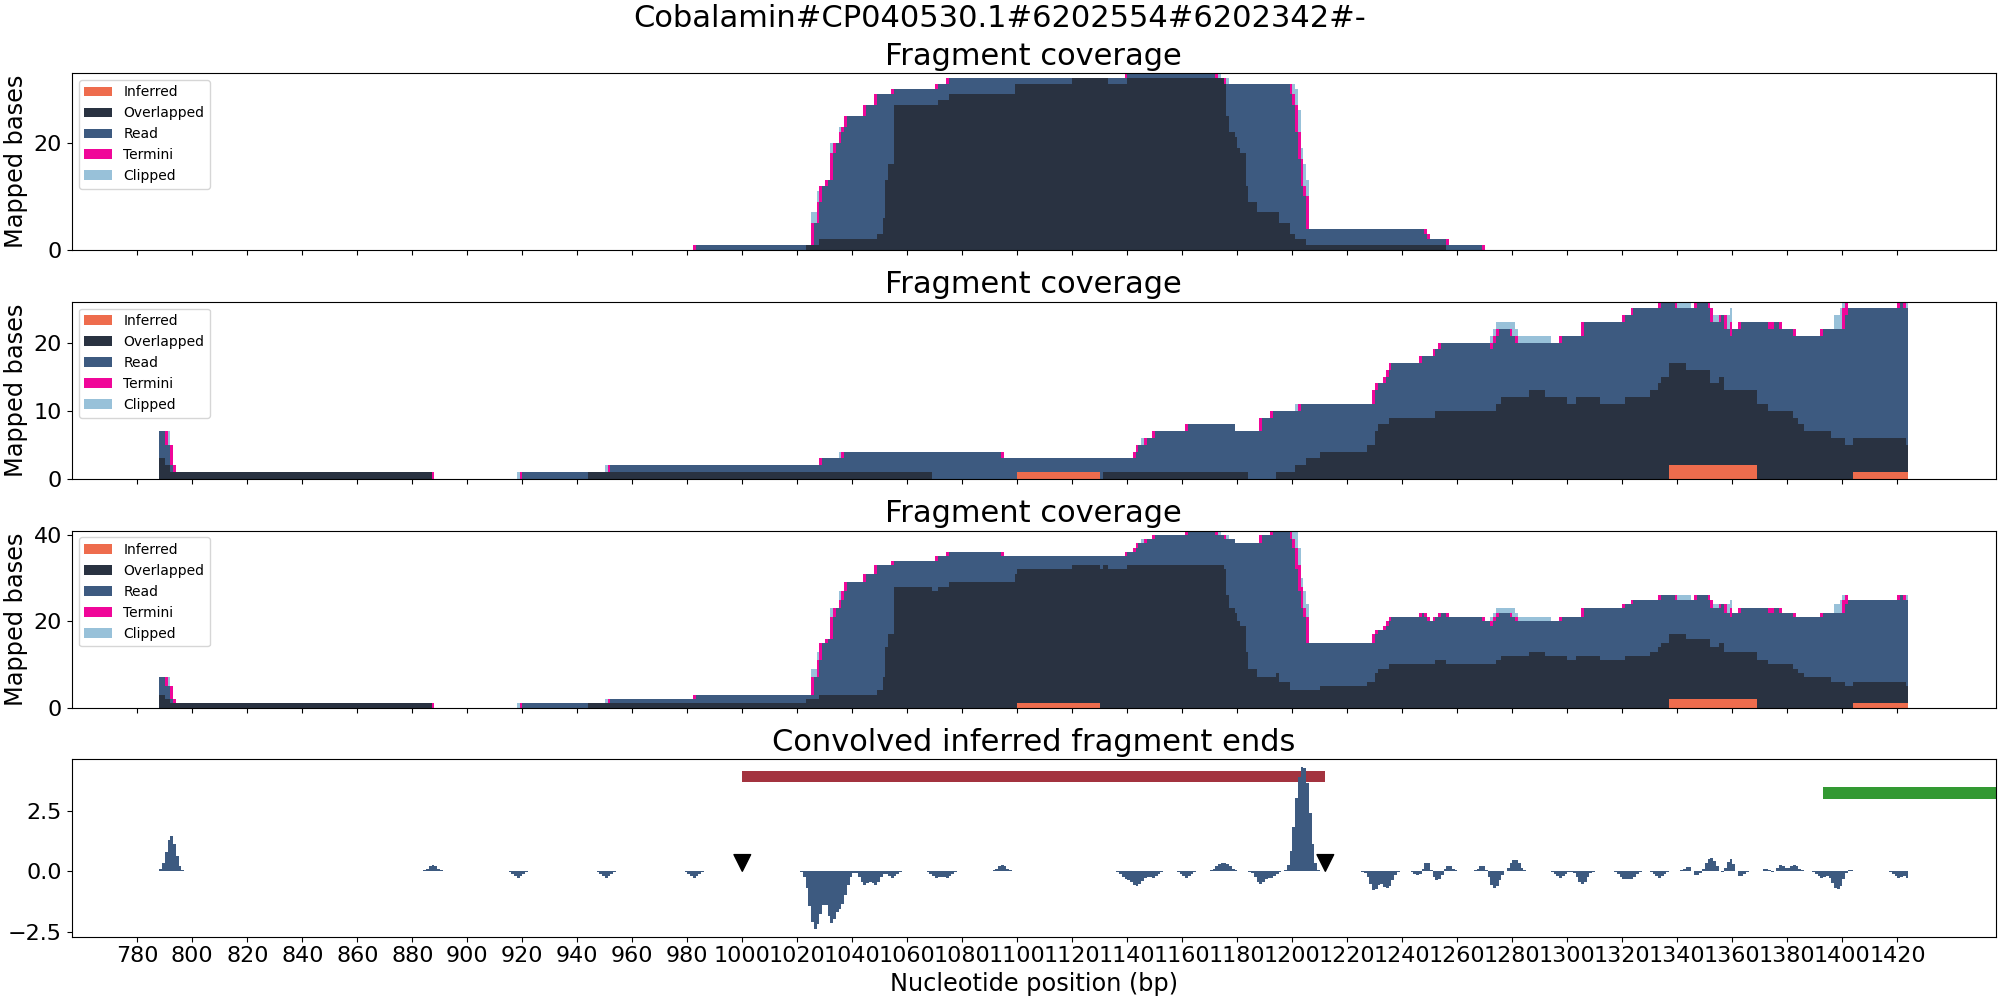 Cobalamin#CP040530.1#6202554#6202342#-
Fragment coverage
Mapped bases
20
0
Inferred
Overlapped
Read
Termini
Clipped
Fragment coverage
Mapped bases
20
10
0
Inferred
Overlapped
Read
Termini
Clipped
Fragment coverage
Mapped bases
40
20
0
Inferred
Overlapped
Read
Termini
Clipped
Convolved inferred fragment ends
2.5
0.0
−2.5
780 800 820 840 860 880 900 920 940 960 980 1000 1020 1040 1060 1080 1100 1120 1140 1160 1180 1200 1220 1240 1260 1280 1300 1320 1340 1360 1380 1400 1420
Nucleotide position (bp)